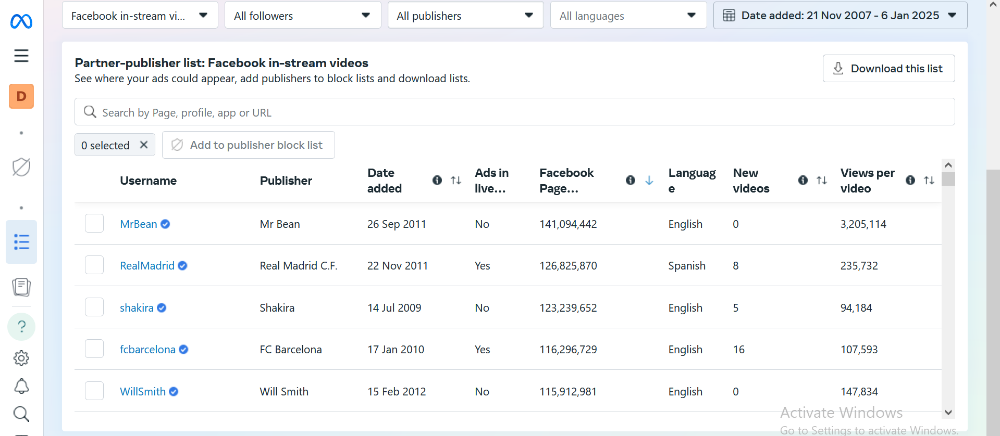 Facebook in-stream vi...
All followers
All publishers
All languages
Date added: 21 Nov 2007 - 6 Jan 2025
D
Partner-publisher list: Facebook in-stream videos
See where your ads could appear, add publishers to block lists and download lists.
Download this list
Search by Page, profile, app or URL
0 selected
Add to publisher block list
Username Publisher Date added Ads in live... Facebook Page... Language New videos Views per video
MrBean Mr Bean 26 Sep 2011 No 141,094,442 English 0 3,205,114
RealMadrid Real Madrid C.F. 22 Nov 2011 Yes 126,825,870 Spanish 8 235,732
shakira Shakira 14 Jul 2009 No 123,239,652 English 5 94,184
fcbarcelona FC Barcelona 17 Jan 2010 Yes 116,296,729 English 16 107,593
WillSmith Will Smith 15 Feb 2012 No 115,912,981 English 0 147,834
Activate Windows
Go to Settings to activate Windows.